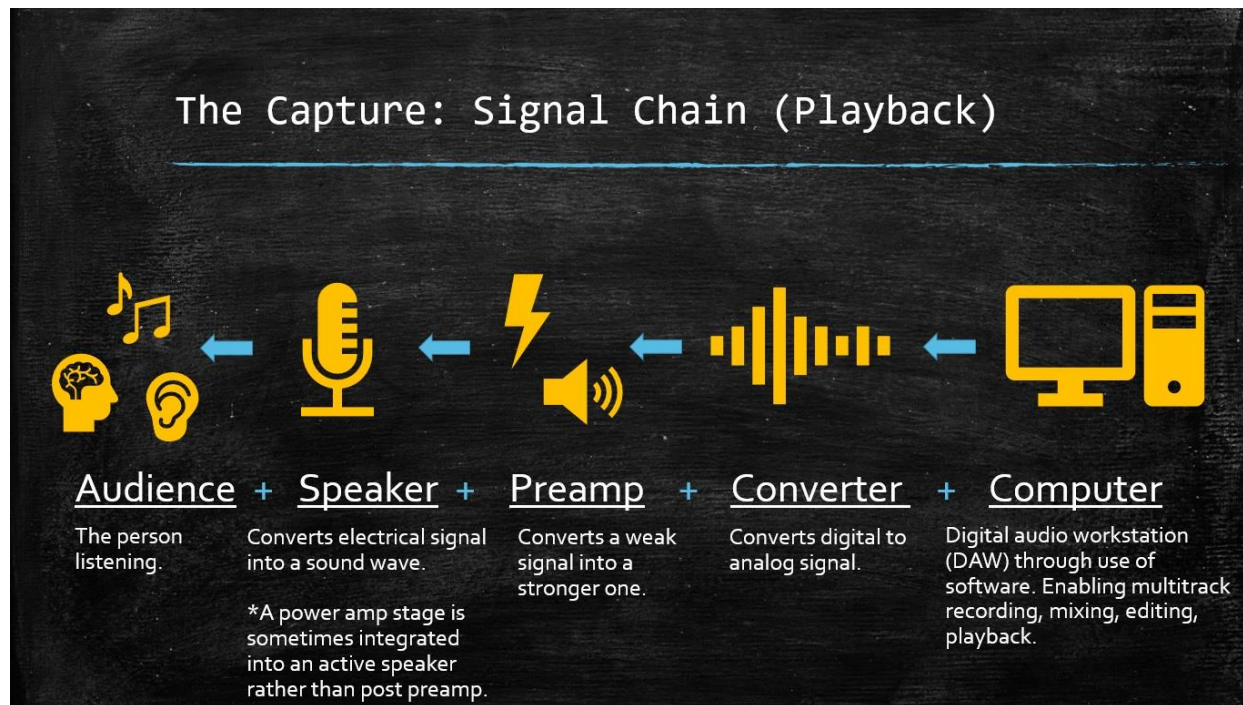 The Capture: Signal Chain (Playback)
Audience + Speaker + Preamp + Converter + Computer
The person
listening.
Converts electrical signal
into a sound wave.
*A power amp stage is
sometimes integrated
into an active speaker
rather than post preamp.
Converts a weak
signal into a
stronger one.
Converts digital to
analog signal.
Digital audio workstation
(DAW) through use of
software. Enabling multitrack
recording, mixing, editing,
playback.